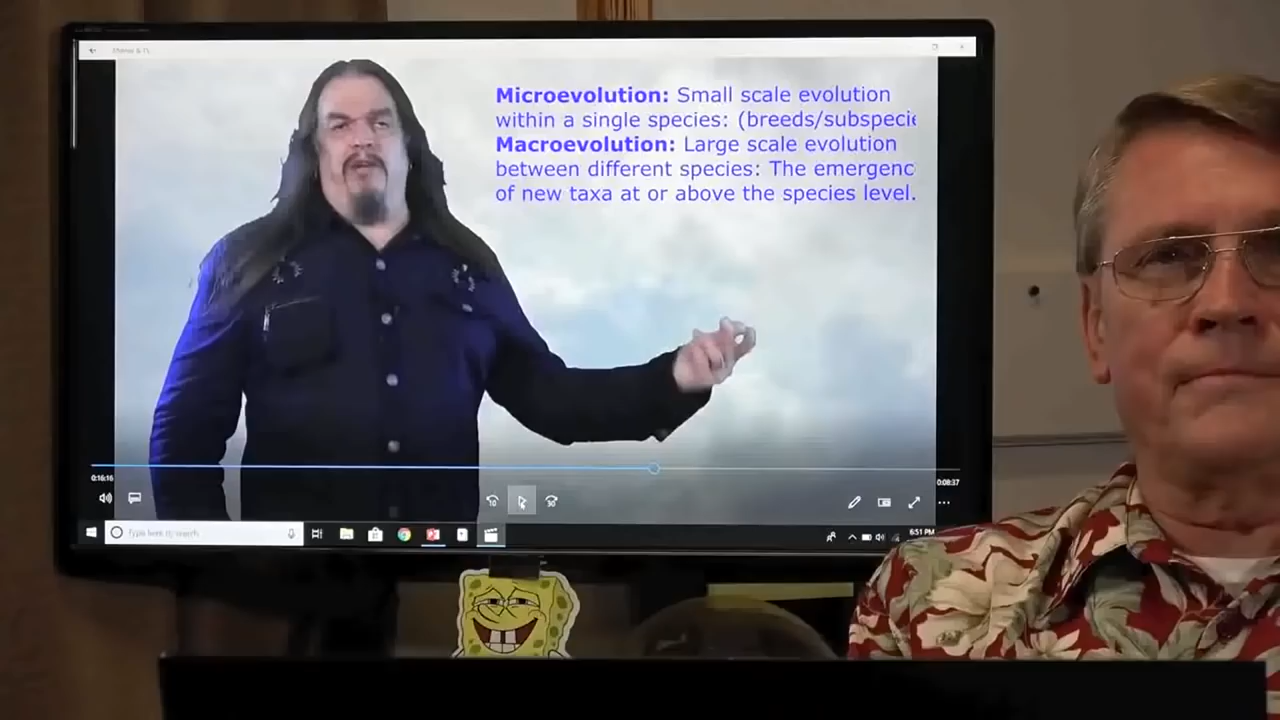 Microevolution: Small scale evolution
within a single species: (breeds/subspecie
Macroevolution: Large scale evolution
between different species: The emergenc
of new taxa at or above the species level.
0:16:16
0:08:37
10
30
Type here to search
6:51 PM